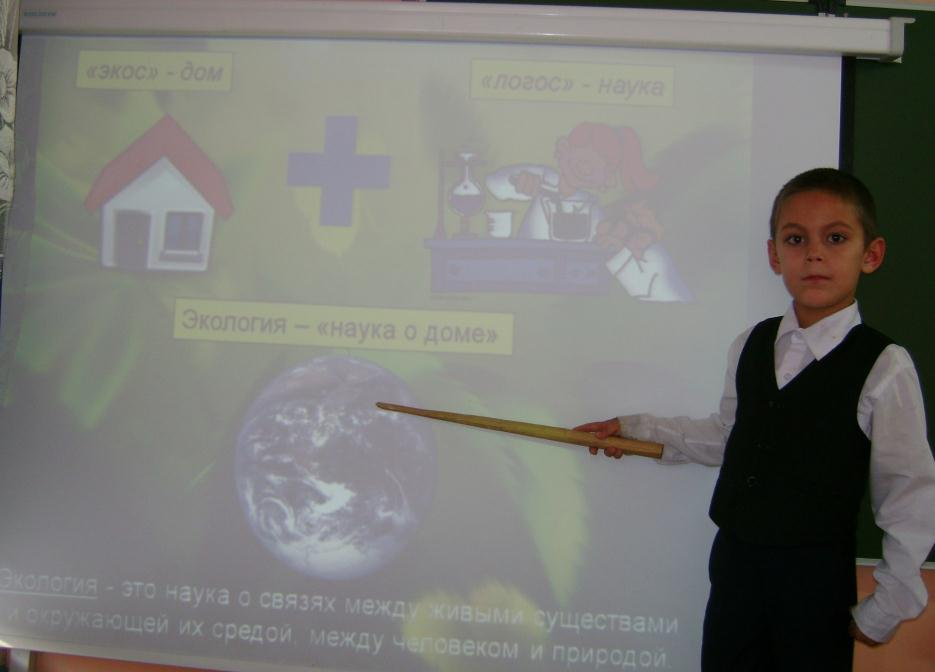 «экос» - дом
«логос» - наука
Экология – «наука о доме»
Экология - это наука о связях между живыми существами
и окружающей их средой, между человеком и природой.